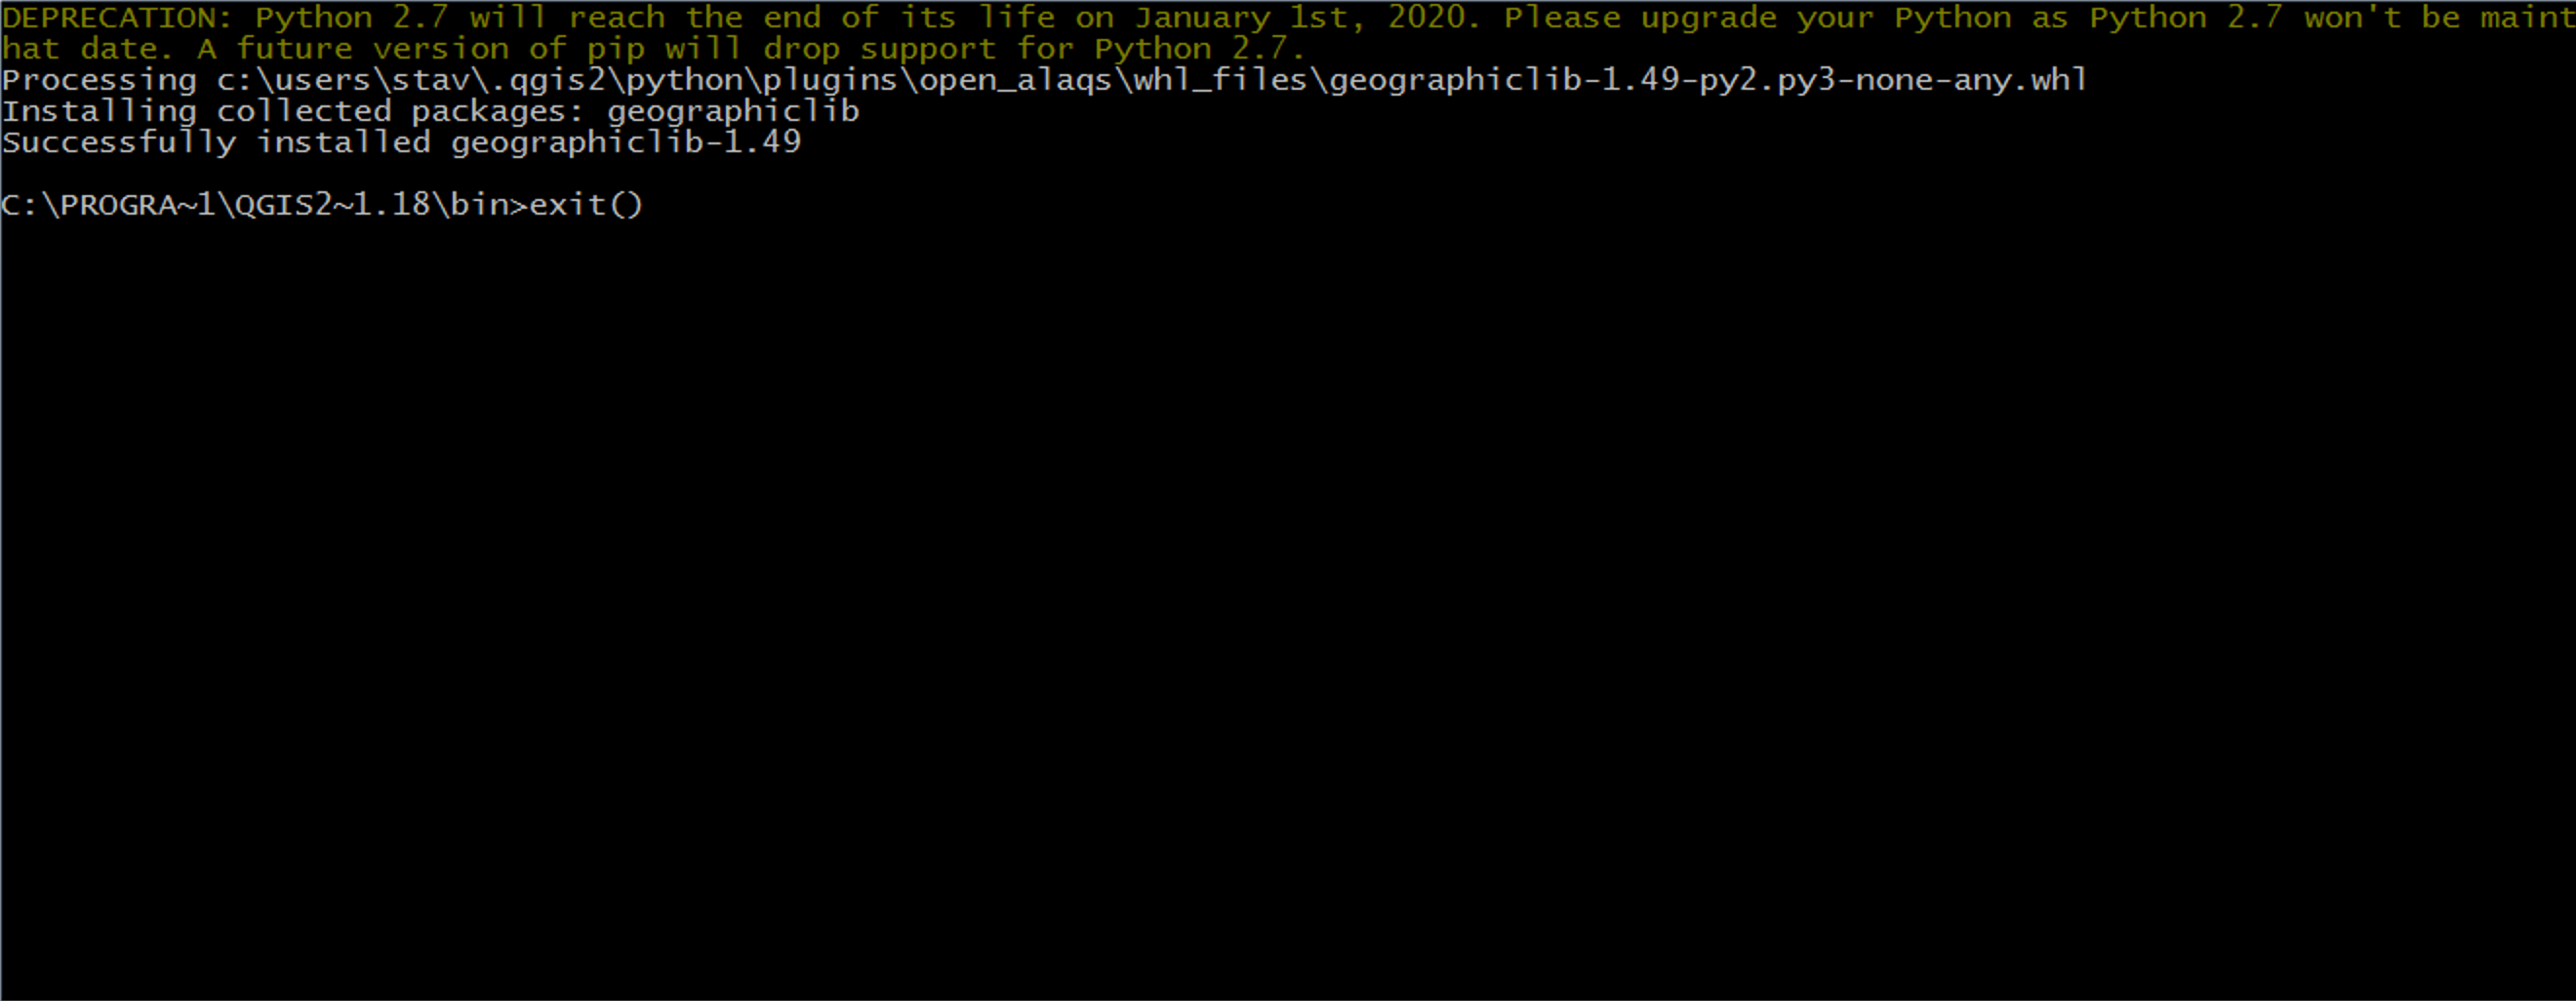 DEPRECATION: Python 2.7 will reach the end of its life on January 1st, 2020. Please upgrade your Python as Python 2.7 won't be maint
hat date. A future version of pip will drop support for Python 2.7.
Processing c:\users\stav\.qgis2\python\plugins\open_alaqs\whl_files\geographiclib-1.49-py2.py3-none-any.whl
Installing collected packages: geographiclib
Successfully installed geographiclib-1.49
C:\PROGRA~1\QGIS2~1.18\bin>exit()